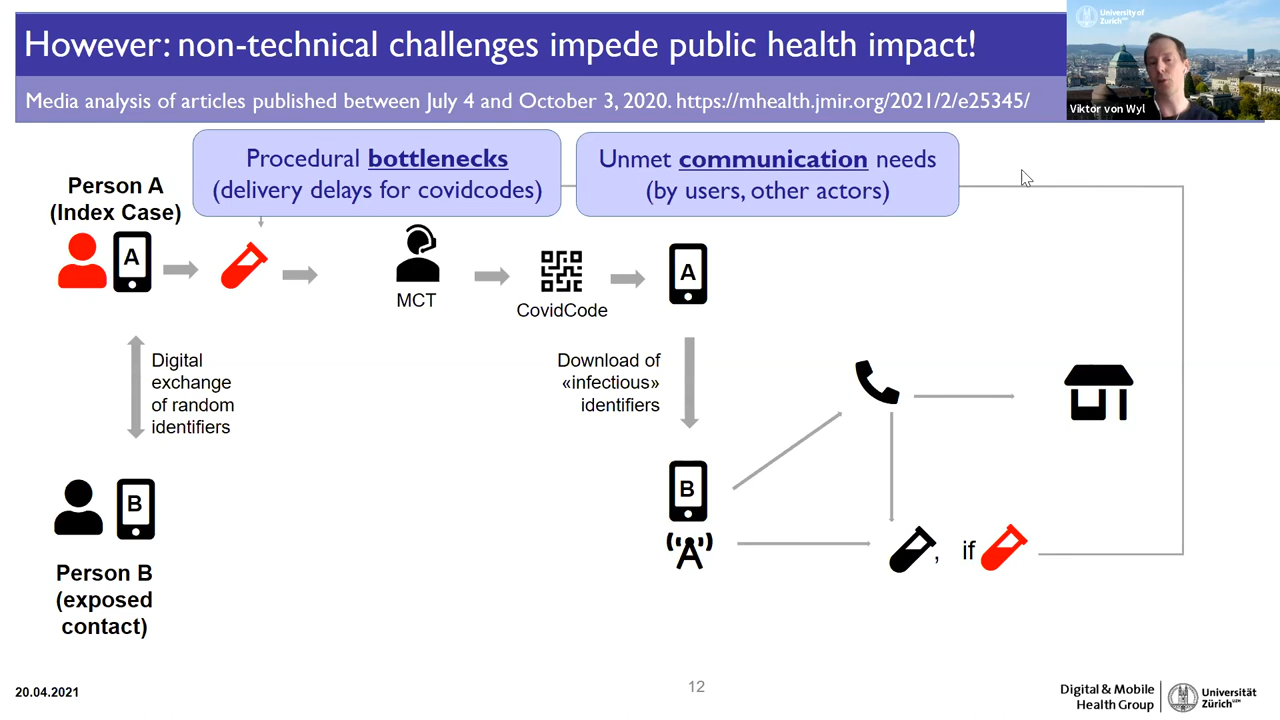 However: non-technical challenges impede public health impact!
Media analysis of articles published between July 4 and October 3, 2020. https://mhealth.jmir.org/2021/2/e25345/
University of
Zurich UZH
Viktor von Wyl
Procedural bottlenecks
(delivery delays for covidcodes)
Unmet communication needs
(by users, other actors)
Person A
(Index Case)
A
MCT
CovidCode
A
Digital
exchange
of random
identifiers
Download of
«infectious»
identifiers
B
Person B
(exposed
contact)
B
, if
20.04.2021
12
Digital & Mobile
Health Group
Universität
Zürich UZH